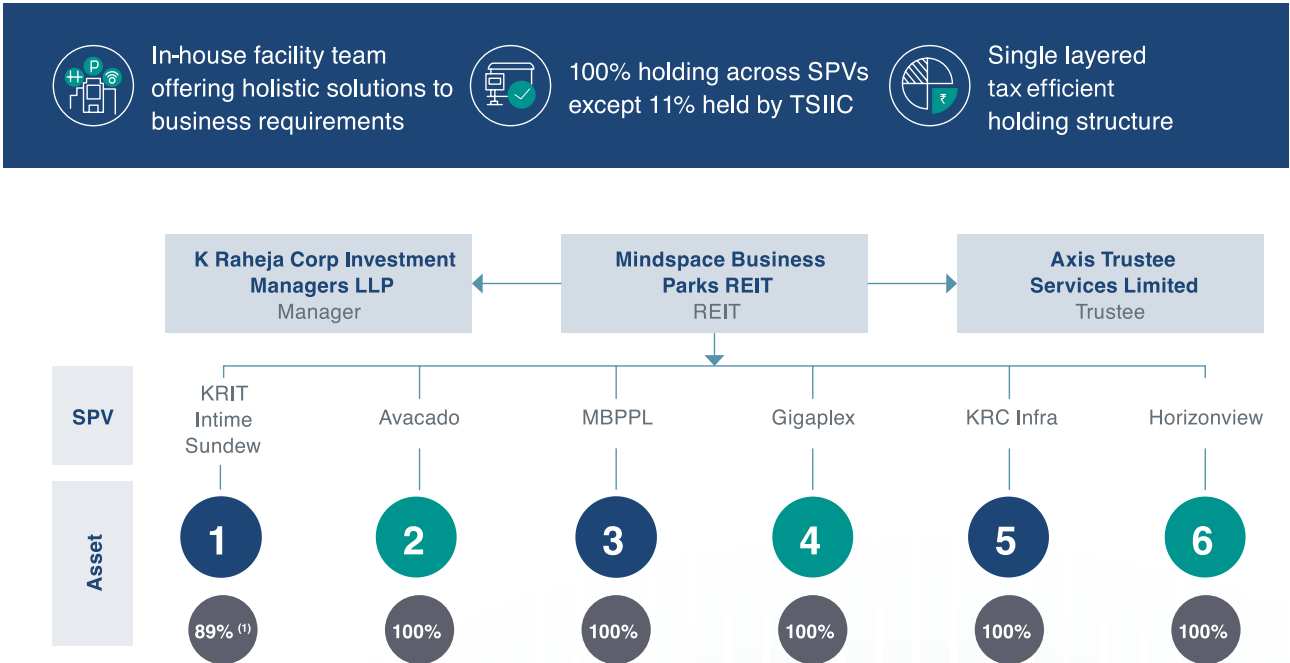 In-house facility team
offering holistic solutions to
business requirements
100% holding across SPVs
except 11% held by TSIIC
Single layered
tax efficient
holding structure
P
₹
K Raheja Corp Investment
Managers LLP
Manager
Mindspace Business
Parks REIT
REIT
Axis Trustee
Services Limited
Trustee
SPV
KRIT
Intime
Sundew
Avacado
MBPPL
Gigaplex
KRC Infra
Horizonview
Asset
1
2
3
4
5
6
89% (1)
100%
100%
100%
100%
100%